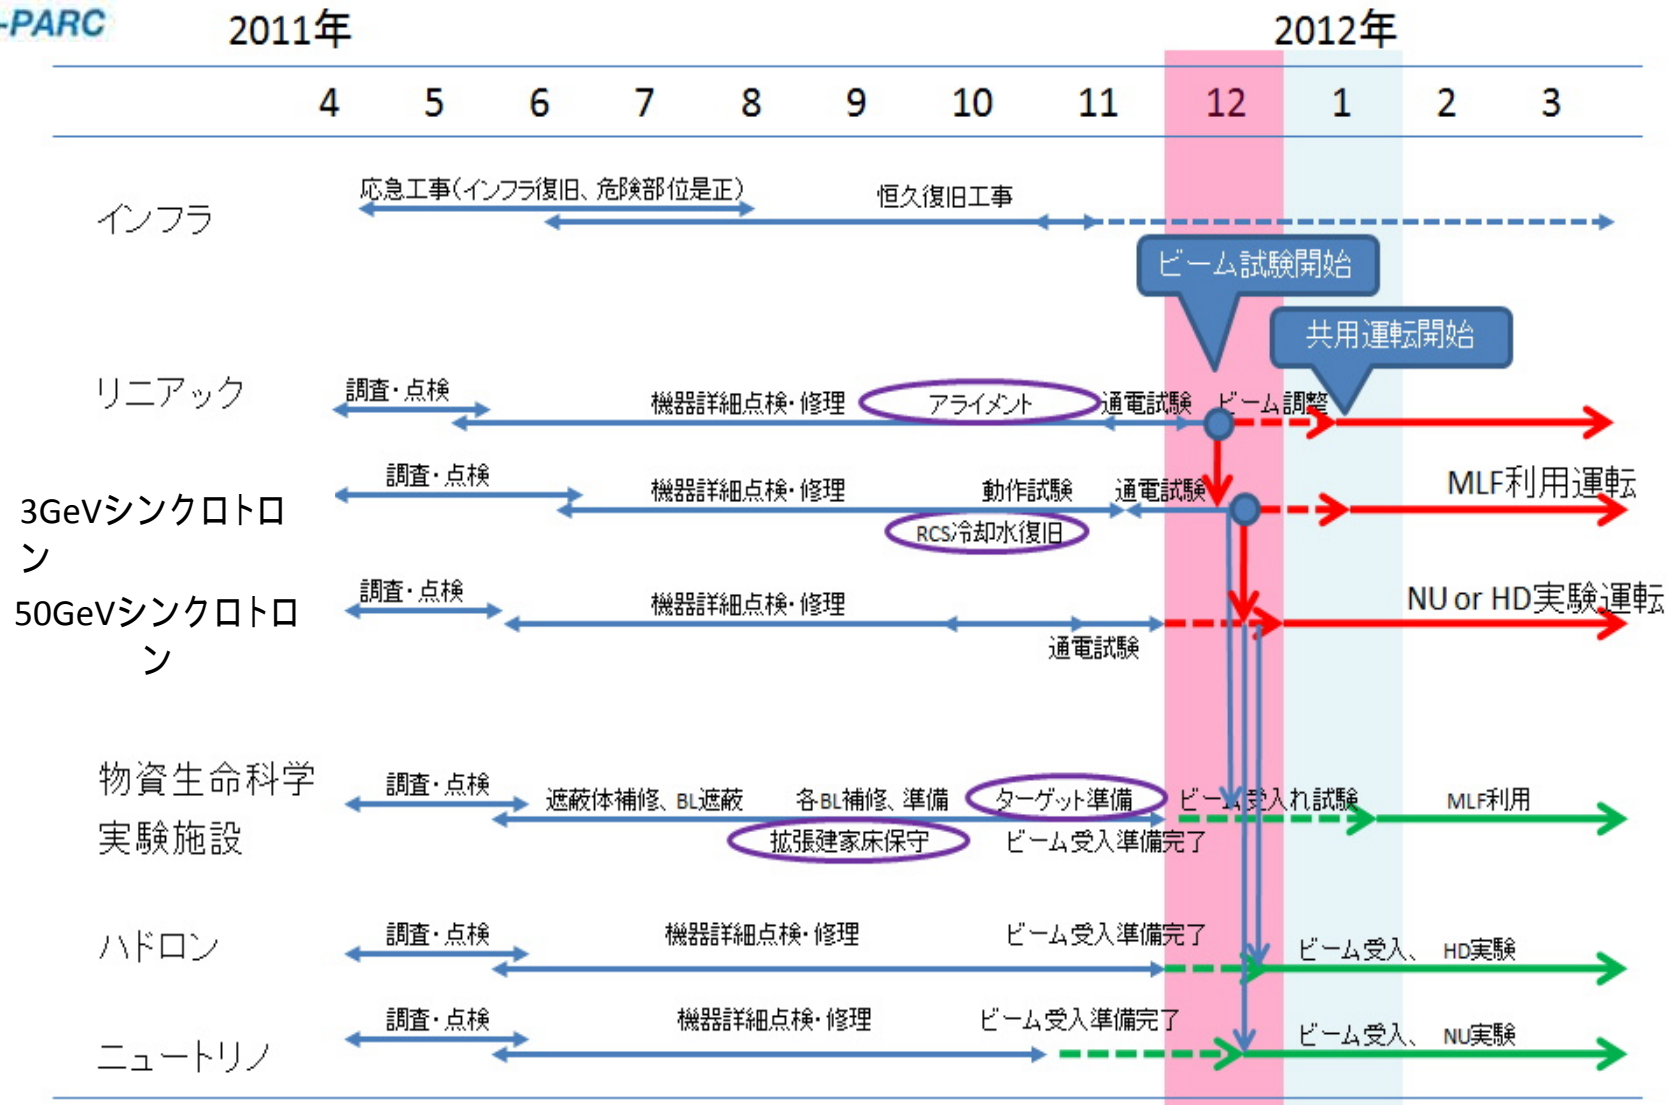 -PARC
2011年
2012年
4 5 6 7 8 9 10 11 12 1 2 3
インフラ
応急工事(インフラ復旧、危険部位是正)
恒久復旧工事
ビーム試験開始
共用運転開始
リニアック
調査・点検
機器詳細点検・修理
アライメント
通電試験
ビーム調整
3GeVシンクロトロ
ン
調査・点検
機器詳細点検・修理
動作試験
通電試験
MLF利用運転
RCS冷却水復旧
50GeVシンクロトロ
ン
調査・点検
機器詳細点検・修理
NU or HD実験運転
通電試験
物資生命科学
実験施設
調査・点検
遮蔽体補修、BL遮蔽
各BL補修、準備
ターゲット準備
ビーム受入れ試験
MLF利用
拡張建家床保守
ビーム受入準備完了
ハドロン
調査・点検
機器詳細点検・修理
ビーム受入準備完了
ビーム受入、 HD実験
ニュートリノ
調査・点検
機器詳細点検・修理
ビーム受入準備完了
ビーム受入、 NU実験